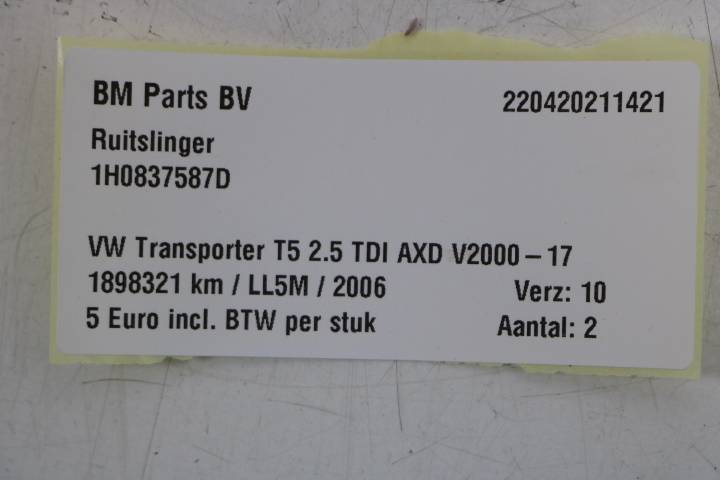 BM Parts BV 220420211421
Ruitslinger
1H0837587D
VW Transporter T5 2.5 TDI AXD V2000 – 17
1898321 km / LL5M / 2006 Verz: 10
5 Euro incl. BTW per stuk Aantal: 2